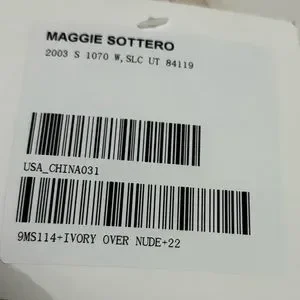 MAGGIE SOTTERO
2003 S 1070 W,SLC UT 84119
USA_CHINA031
9MS114+IVORY OVER NUDE+22